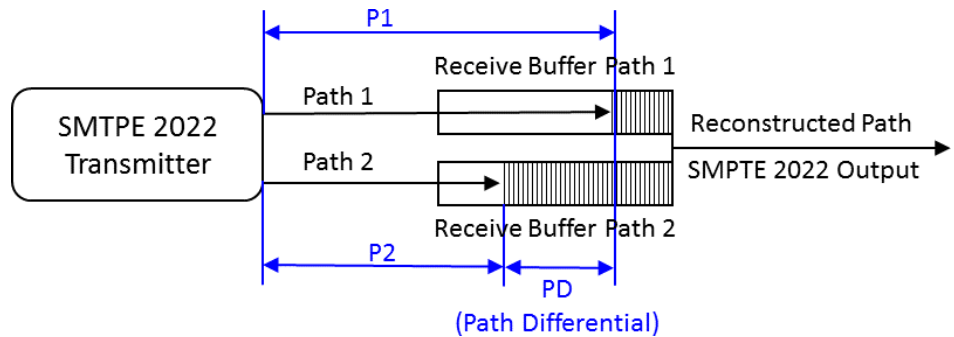 P1
Receive Buffer Path 1
Path 1
SMTPE 2022
Transmitter
Reconstructed Path
SMPTE 2022 Output
Path 2
Receive Buffer Path 2
P2
PD
(Path Differential)